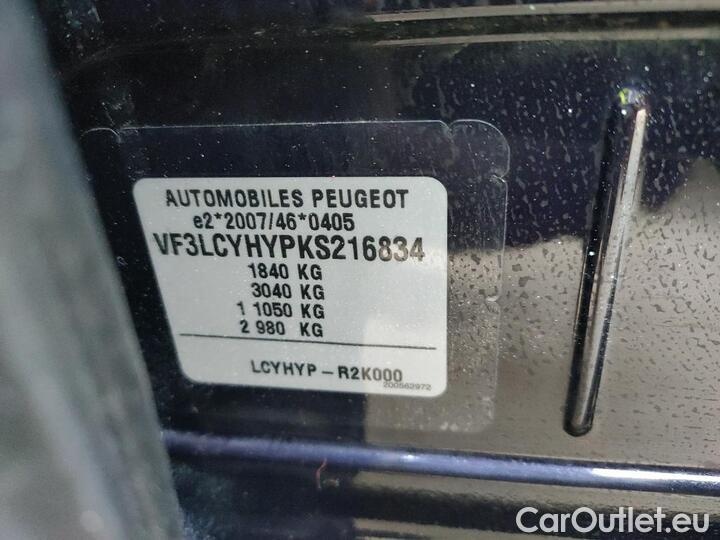 AUTOMOBILES PEUGEOT
e2*2007/46*0405
VF3LCYHYPKS216834
1840 KG
3040 KG
1 1050 KG
2 980 KG
LCYHYP-R2K000
200562972
CarOutlet.eu